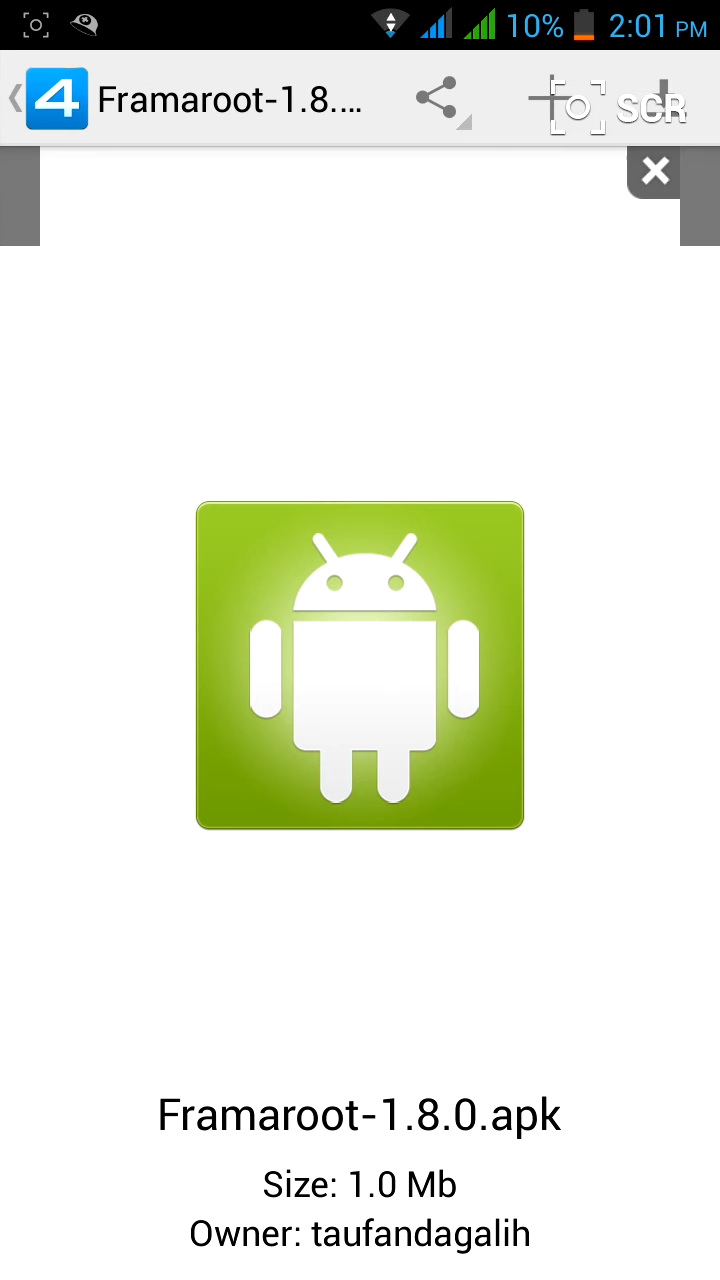 10% 2:01 PM
4 Framaroot-1.8.... SCR
Framaroot-1.8.0.apk
Size: 1.0 Mb
Owner: taufandagalih